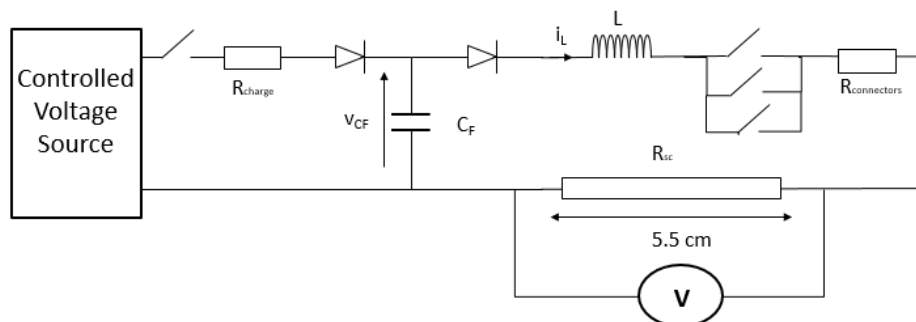 Controlled
Voltage
Source
Rcharge
vCF
CF
iL
L
Rconnectors
Rsc
5.5 cm
V